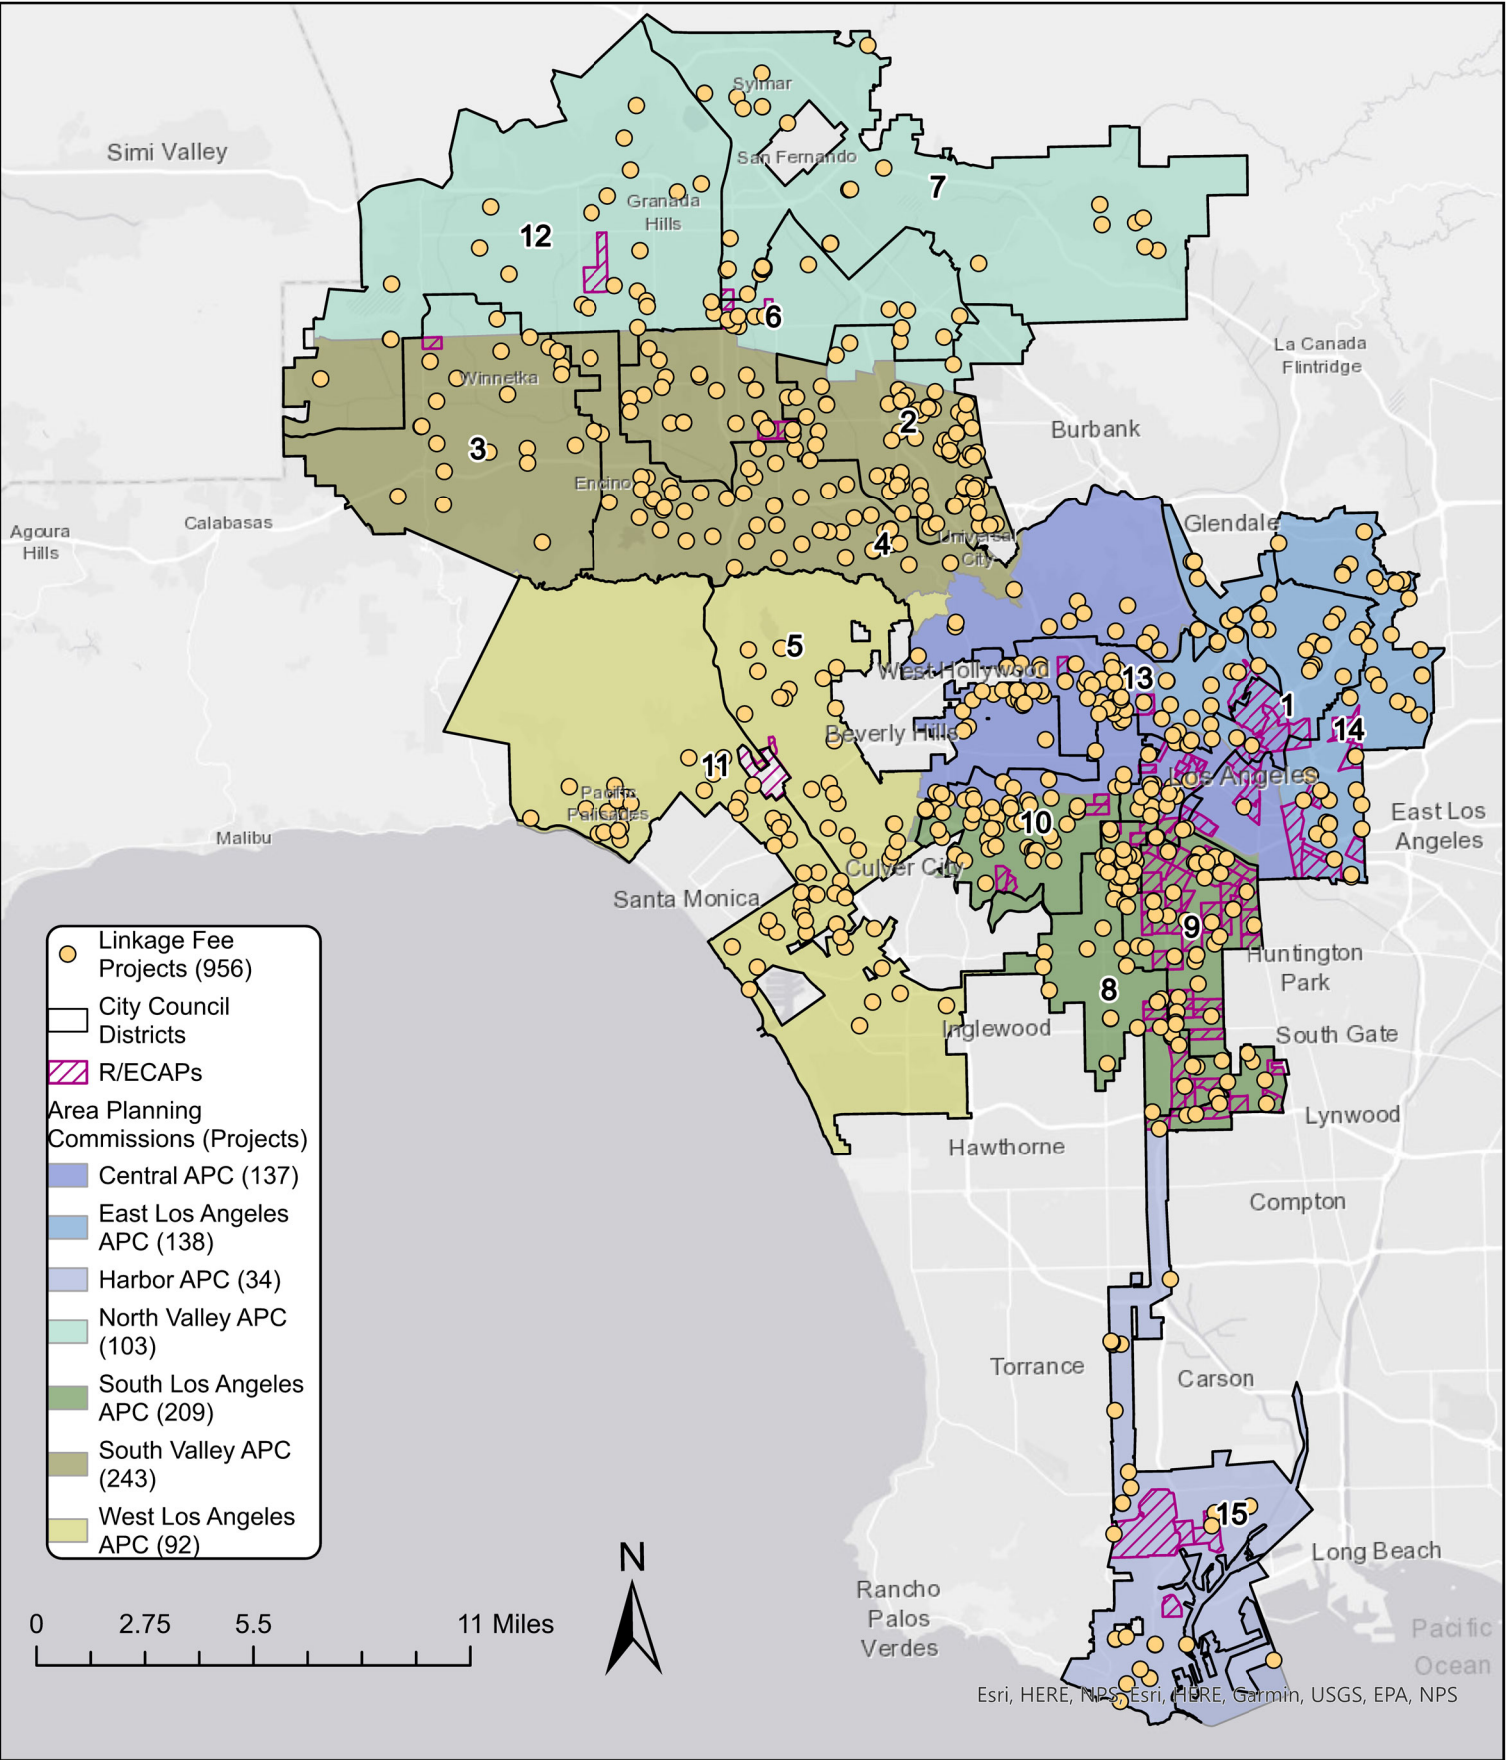 Sylmar
San Fernando
Simi Valley
7
Granada
Hills
12
6
La Canada
Flintridge
Winnetka
2
Burbank
3
Encino
Agoura
Hills
Calabasas
Glendale
4
Universal
City
5
West Hollywood
13
1
14
Beverly Hills
11
Los Angeles
Pacific
Palisades
10
East Los
Angeles
Malibu
Culver City
Santa Monica
9
Huntington
Park
8
Inglewood
South Gate
Lynwood
Hawthorne
Compton
Torrance
Carson
15
Long Beach
Rancho
Palos
Verdes
Pacific
Ocean
Linkage Fee
Projects (956)
City Council
Districts
R/ECAPs
Area Planning
Commissions (Projects)
Central APC (137)
East Los Angeles
APC (138)
Harbor APC (34)
North Valley APC
(103)
South Los Angeles
APC (209)
South Valley APC
(243)
West Los Angeles
APC (92)
N
0 2.75 5.5 11 Miles
Esri, HERE, NPS, Esri, HERE, Garmin, USGS, EPA, NPS